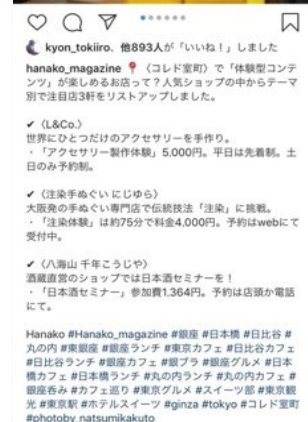 kyon_tokiiro、他893人が「いいね！」しました
hanako_magazine 📍〈コレド室町〉で「体験型コンテ
ンツ」が楽しめるお店って？人気ショップの中からテーマ
別で注目店3軒をリストアップしました。
✔〈L&Co.〉
世界にひとつだけのアクセサリーを手作り。
・「アクセサリー製作体験」5,000円。平日は先着制。土
日のみ予約制。
✔〈注染手ぬぐい にじゆら〉
大阪発の手ぬぐい専門店で伝統技法「注染」に挑戦。
・「注染体験」は約75分で料金4,000円。予約はwebにて
受付中。
✔〈八海山 千年こうじや〉
酒蔵直営のショップでは日本酒セミナーを！
・「日本酒セミナー」参加費1,364円。予約は店頭か電話
にて。
Hanako #Hanako_magazine #銀座 #日本橋 #日比谷 #
丸の内 #東銀座 #銀座ランチ #東京カフェ #日比谷カフェ
#日比谷ランチ #銀座カフェ #銀ブラ #銀座グルメ #日本
橋カフェ #日本橋ランチ #丸の内ランチ #丸の内カフェ #
銀座呑み #カフェ巡り #東京グルメ #スイーツ部 #東京観
光 #東京駅 #ホテルスイーツ #ginza #tokyo #コレド室町
#photoby_natsumikakuto